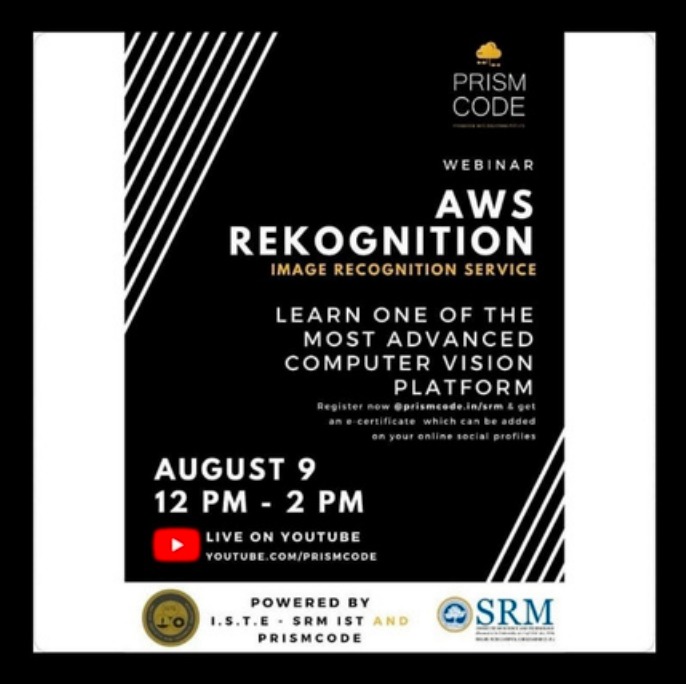 PRISM
CODE
WEBINAR
AWS
REKOGNITION
IMAGE RECOGNITION SERVICE
LEARN ONE OF THE
MOST ADVANCED
COMPUTER VISION
PLATFORM
Register now @prismcode.in/srm & get
an e-certificate which can be added
on your online social profiles
AUGUST 9
12 PM - 2 PM
LIVE ON YOUTUBE
YOUTUBE.COM/PRISMCODE
POWERED BY
I.S.T.E - SRM IST AND
PRISMCODE
SRM